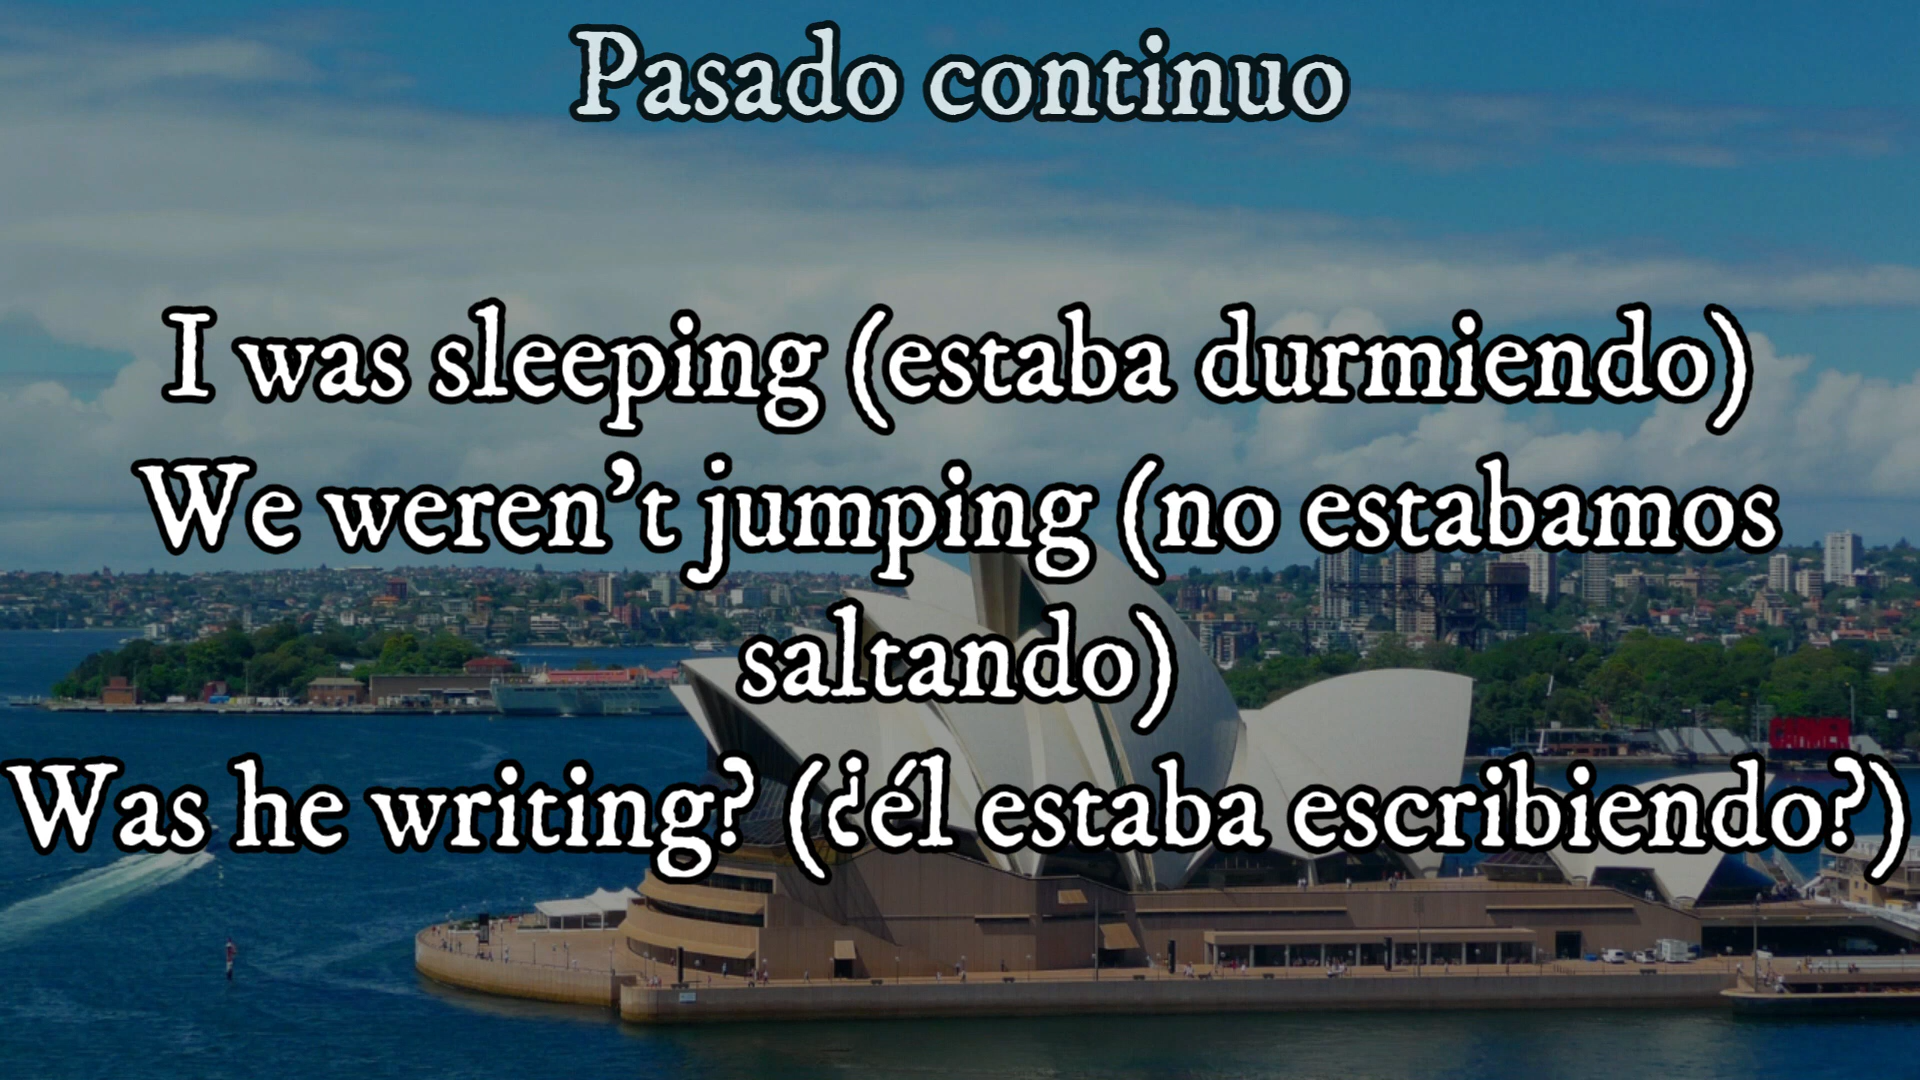 Pasado continuo
I was sleeping (estaba durmiendo)
We weren't jumping (no estabamos
saltando)
Was he writing? (¿él estaba escribiendo?)